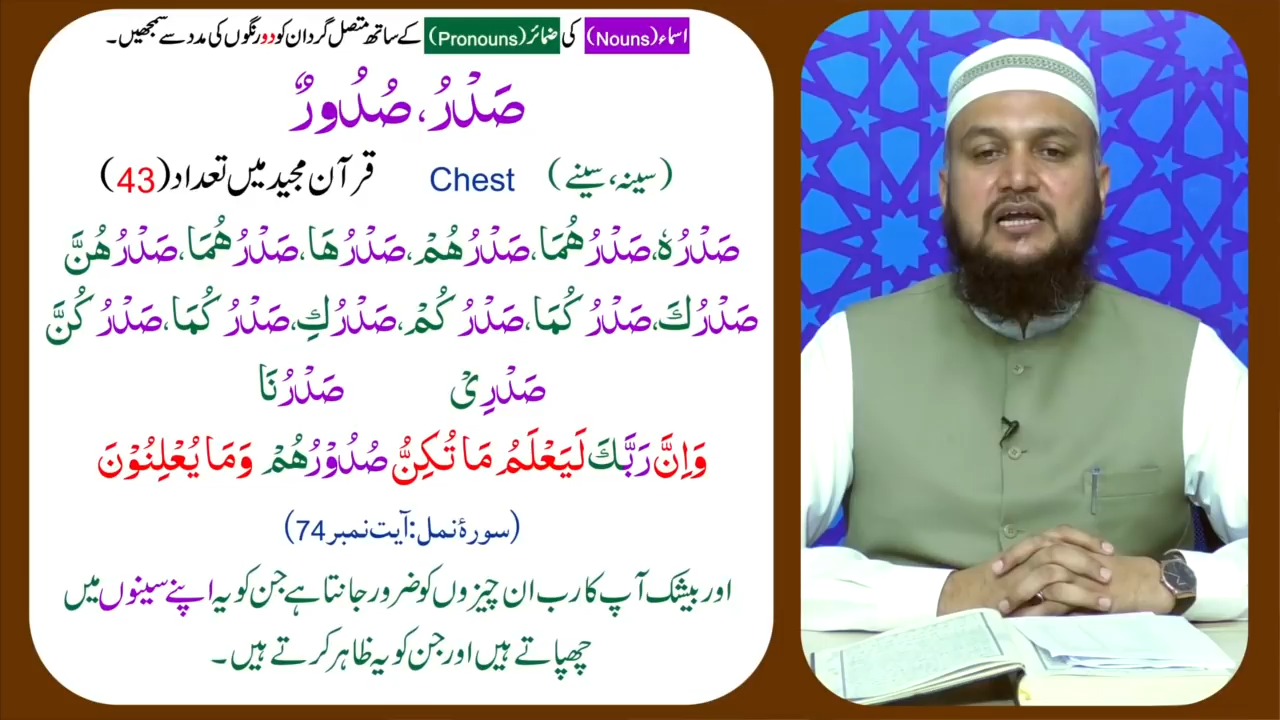 اسماء(Nouns) کی ضمائر(Pronouns) کے ساتھ متصل گردان کو دو رنگوں کی مدد سے سمجھیں۔
صَدْرٌ، صُدُورٌ
(سینہ، سینے) Chest قرآن مجید میں تعداد(43)
صَدْرُہٗ، صَدْرُھُمَا، صَدْرُھُمْ، صَدْرُھَا، صَدْرُھُمَا، صَدْرُھُنَّ
صَدْرُكَ، صَدْرُ كُمَا، صَدْرُ كُمْ، صَدْرُكِ، صَدْرُ كُمَا، صَدْرُ كُنَّ
صَدْرِیْ صَدْرُنَا
وَاِنَّ رَبَّكَ لَيَعْلَمُ مَا تُكِنُّ صُدُوْرُھُمْ وَمَا يُعْلِنُوْنَ
(سورۂ نمل: آیت نمبر 74)
اور بیشک آپ کا رب ان چیزوں کو ضرور جانتا ہے جن کو یہ اپنے سینوں میں
چھپاتے ہیں اور جن کو یہ ظاہر کرتے ہیں۔